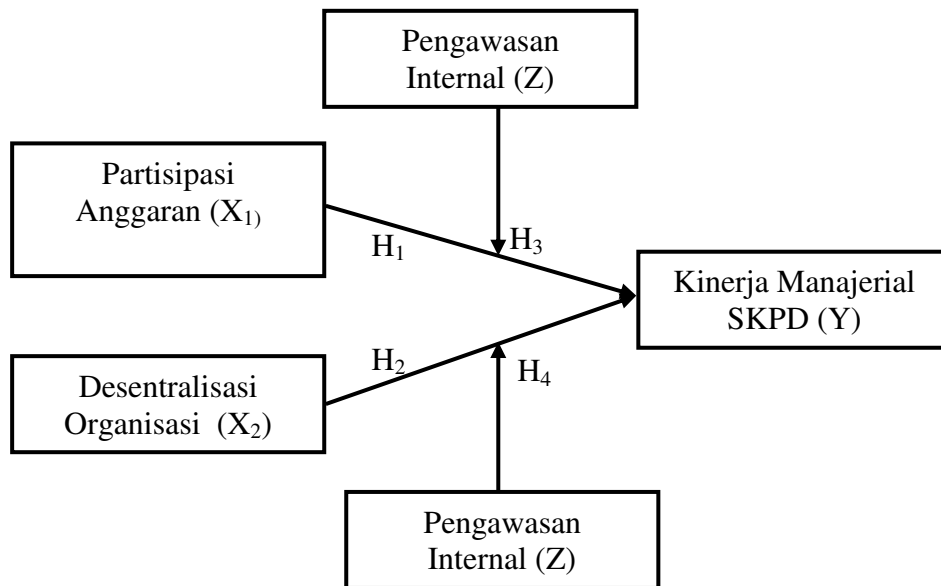 Pengawasan
Internal (Z)
Partisipasi
Anggaran (X₁₎
H₁
H₃
Kinerja Manajerial
SKPD (Y)
H₂
H₄
Desentralisasi
Organisasi (X₂)
Pengawasan
Internal (Z)